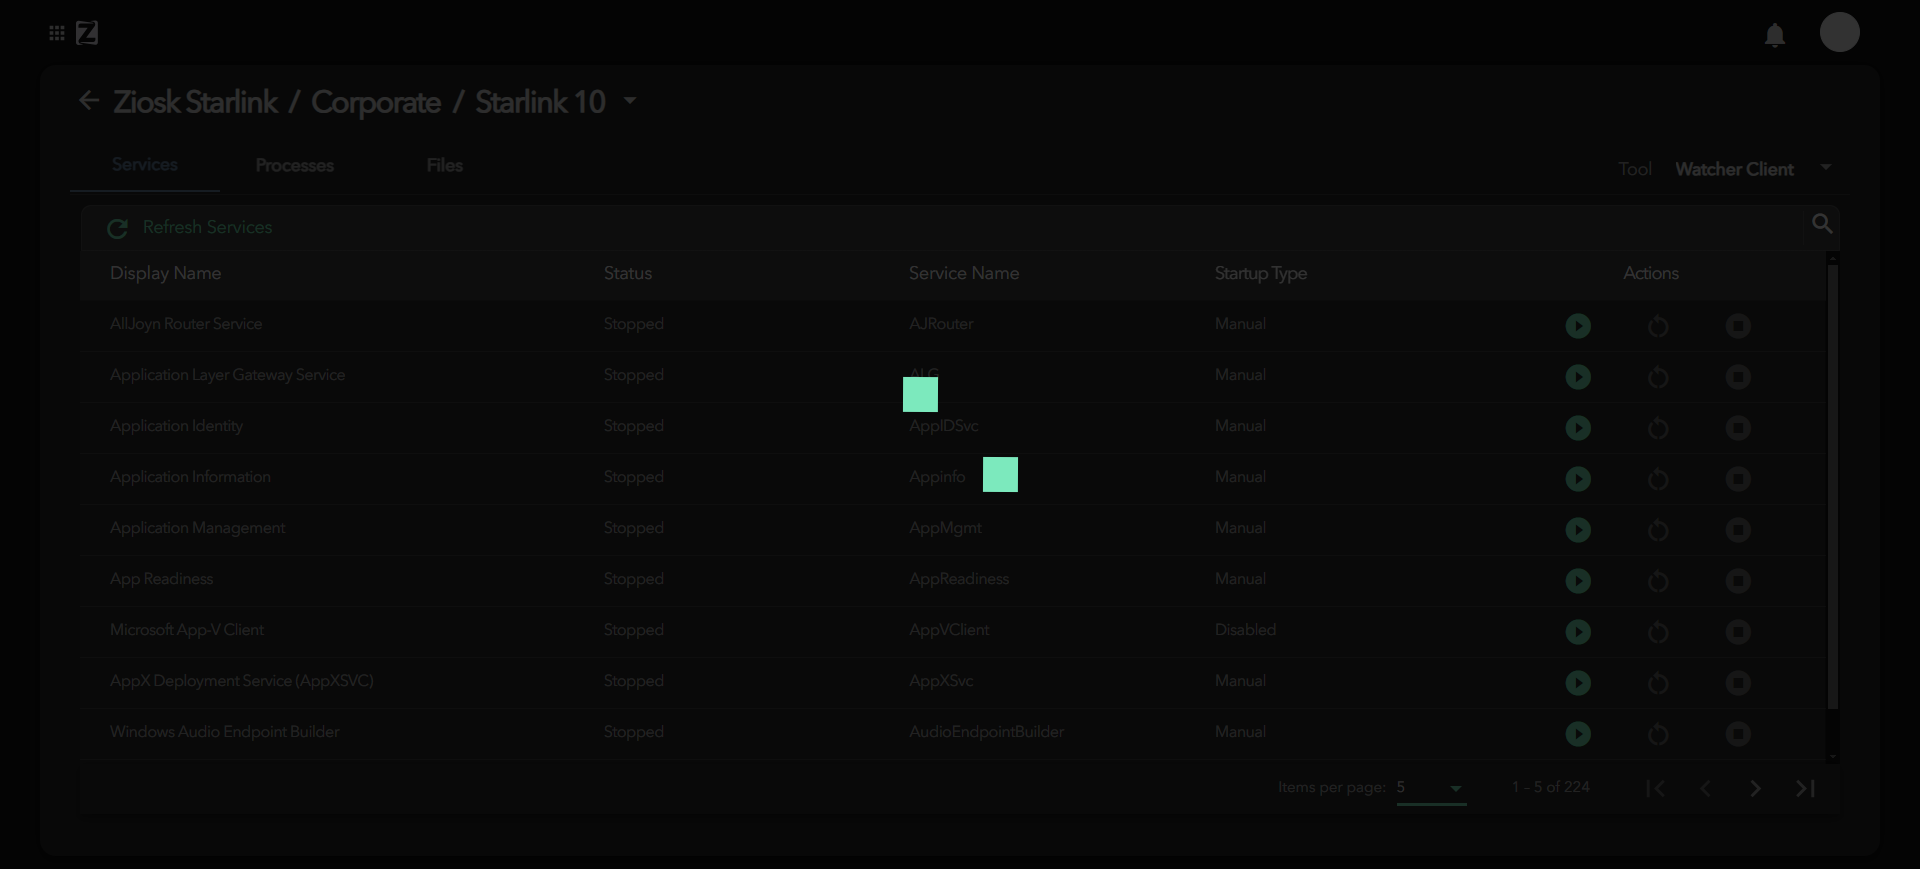 Z
Ziosk Starlink / Corporate / Starlink 10
Services Processes Files Tool Watcher Client
Refresh Services
Display Name Status Service Name Startup Type Actions
AllJoyn Router Service Stopped AJRouter Manual
Application Layer Gateway Service Stopped ALG Manual
Application Identity Stopped AppIDSvc Manual
Application Information Stopped Appinfo Manual
Application Management Stopped AppMgmt Manual
App Readiness Stopped AppReadiness Manual
Microsoft App-V Client Stopped AppVClient Disabled
AppX Deployment Service (AppXSVC) Stopped AppXSvc Manual
Windows Audio Endpoint Builder Stopped AudioEndpointBuilder Manual
Items per page: 5 1 - 5 of 224